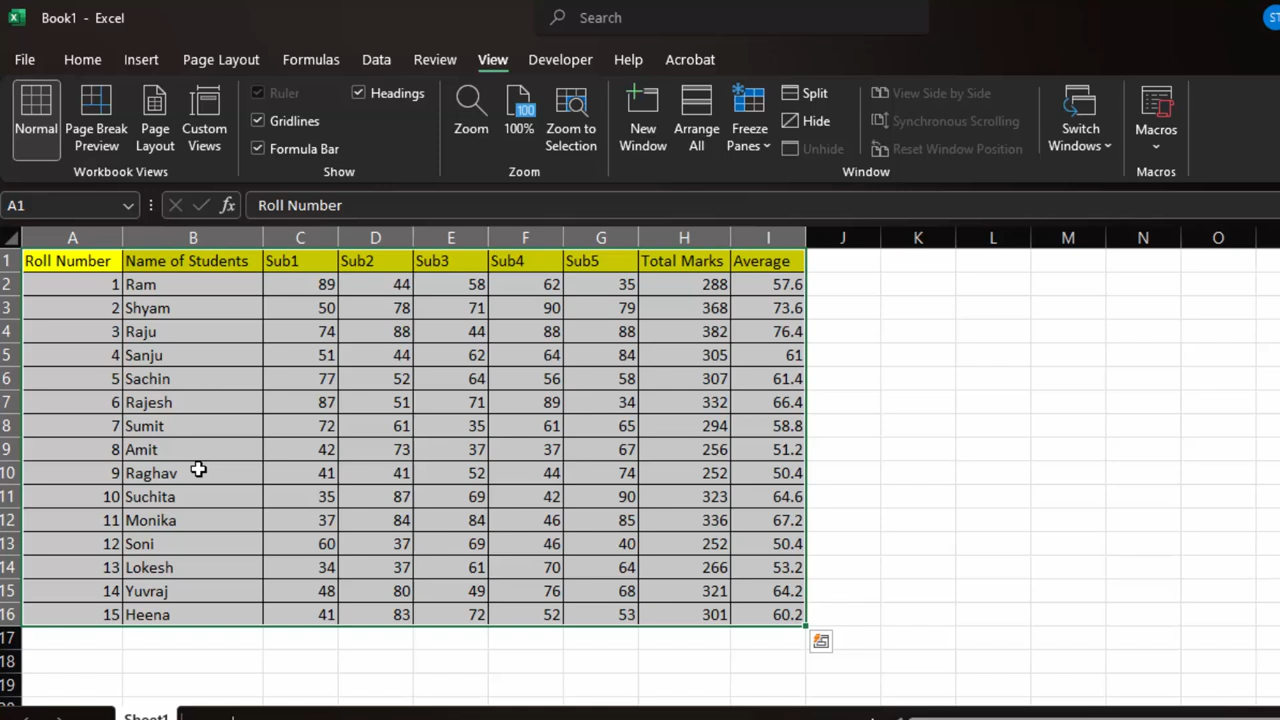 Book1 - Excel
Search
ST
File Home Insert Page Layout Formulas Data Review View Developer Help Acrobat
Normal
Page Break Preview
Page Layout
Custom Views
Workbook Views
Ruler
Headings
Gridlines
Formula Bar
Show
Zoom
100
100%
Zoom to Selection
Zoom
New Window
Arrange All
Freeze Panes
Split
Hide
Unhide
View Side by Side
Synchronous Scrolling
Reset Window Position
Window
Switch Windows
Macros
Macros
A1 fx Roll Number
A B C D E F G H I J K L M N O
1 Roll Number Name of Students Sub1 Sub2 Sub3 Sub4 Sub5 Total Marks Average
2 1 Ram 89 44 58 62 35 288 57.6
3 2 Shyam 50 78 71 90 79 368 73.6
4 3 Raju 74 88 44 88 88 382 76.4
5 4 Sanju 51 44 62 64 84 305 61
6 5 Sachin 77 52 64 56 58 307 61.4
7 6 Rajesh 87 51 71 89 34 332 66.4
8 7 Sumit 72 61 35 61 65 294 58.8
9 8 Amit 42 73 37 37 67 256 51.2
10 9 Raghav 41 41 52 44 74 252 50.4
11 10 Suchita 35 87 69 42 90 323 64.6
12 11 Monika 37 84 84 46 85 336 67.2
13 12 Soni 60 37 69 46 40 252 50.4
14 13 Lokesh 34 37 61 70 64 266 53.2
15 14 Yuvraj 48 80 49 76 68 321 64.2
16 15 Heena 41 83 72 52 53 301 60.2
17
18
19
Sheet1